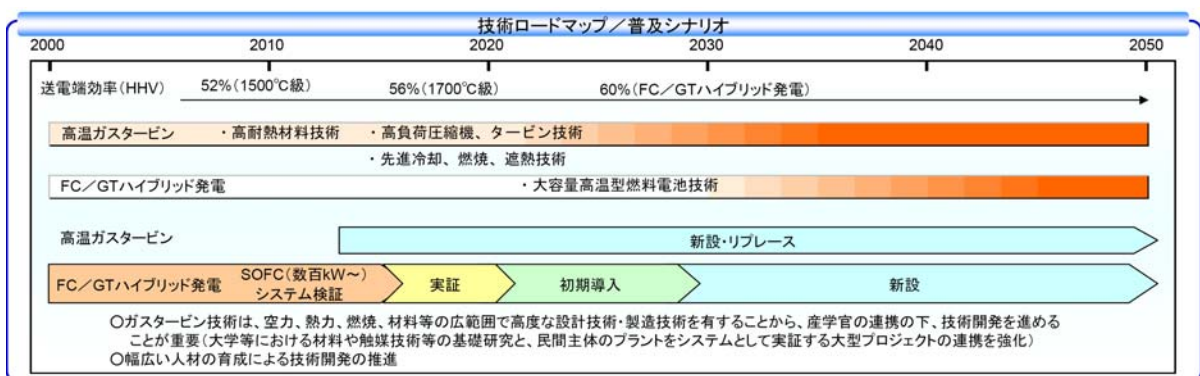 技術ロードマップ／普及シナリオ
2000 2010 2020 2030 2040 2050
送電端効率(HHV) 52%(1500℃級) 56%(1700℃級) 60%(FC/GTハイブリッド発電)
高温ガスタービン ・高耐熱材料技術 ・高負荷圧縮機、タービン技術
・先進冷却、燃焼、遮熱技術
FC/GTハイブリッド発電 ・大容量高温型燃料電池技術
高温ガスタービン 新設・リプレース
FC/GTハイブリッド発電 SOFC(数百kW～) システム検証 実証 初期導入 新設
○ガスタービン技術は、空力、熱力、燃焼、材料等の広範囲で高度な設計技術・製造技術を有することから、産学官の連携の下、技術開発を進める
ことが重要(大学等における材料や触媒技術等の基礎研究と、民間主体のプラントをシステムとして実証する大型プロジェクトの連携を強化)
○幅広い人材の育成による技術開発の推進